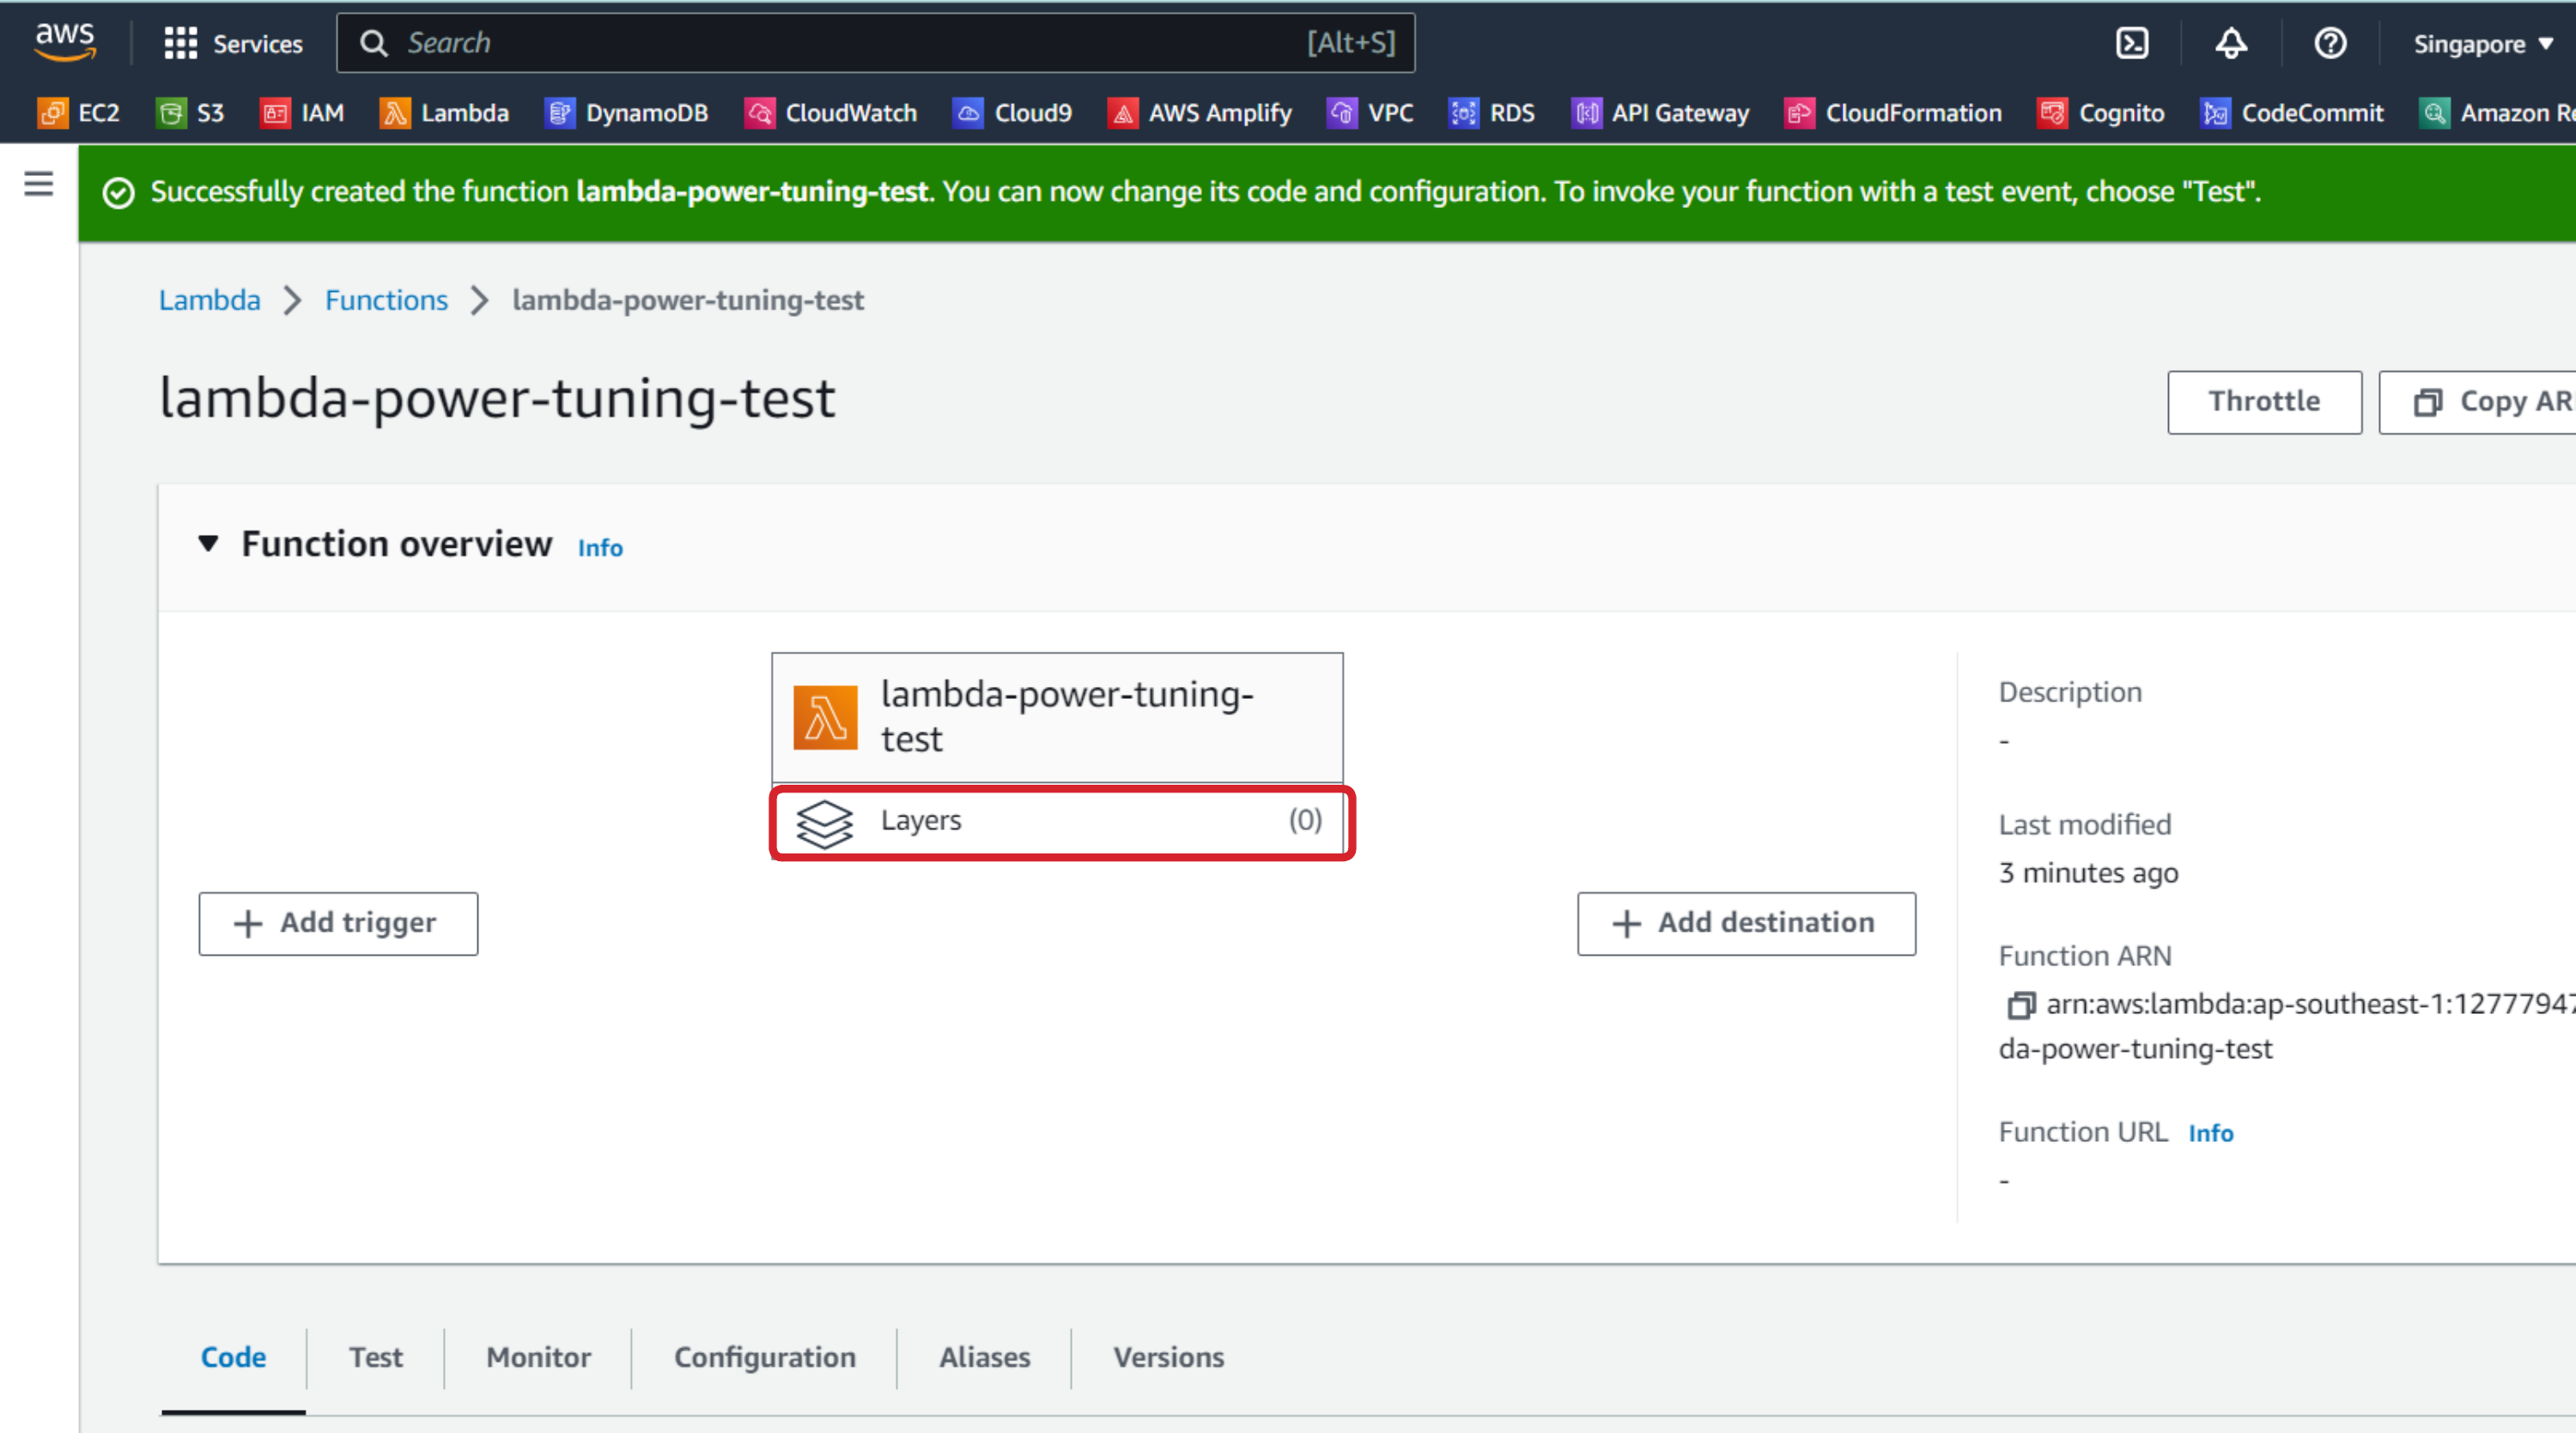 aws Services Search [Alt+S] Singapore
EC2 S3 IAM Lambda DynamoDB CloudWatch Cloud9 AWS Amplify VPC RDS API Gateway CloudFormation Cognito CodeCommit Amazon Re
Successfully created the function lambda-power-tuning-test. You can now change its code and configuration. To invoke your function with a test event, choose "Test".
Lambda Functions lambda-power-tuning-test
lambda-power-tuning-test
Throttle Copy AR
Function overview Info
lambda-power-tuning-
test
Layers (0)
Add trigger
Add destination
Description
-
Last modified
3 minutes ago
Function ARN
arn:aws:lambda:ap-southeast-1:12777947
da-power-tuning-test
Function URL Info
-
Code Test Monitor Configuration Aliases Versions